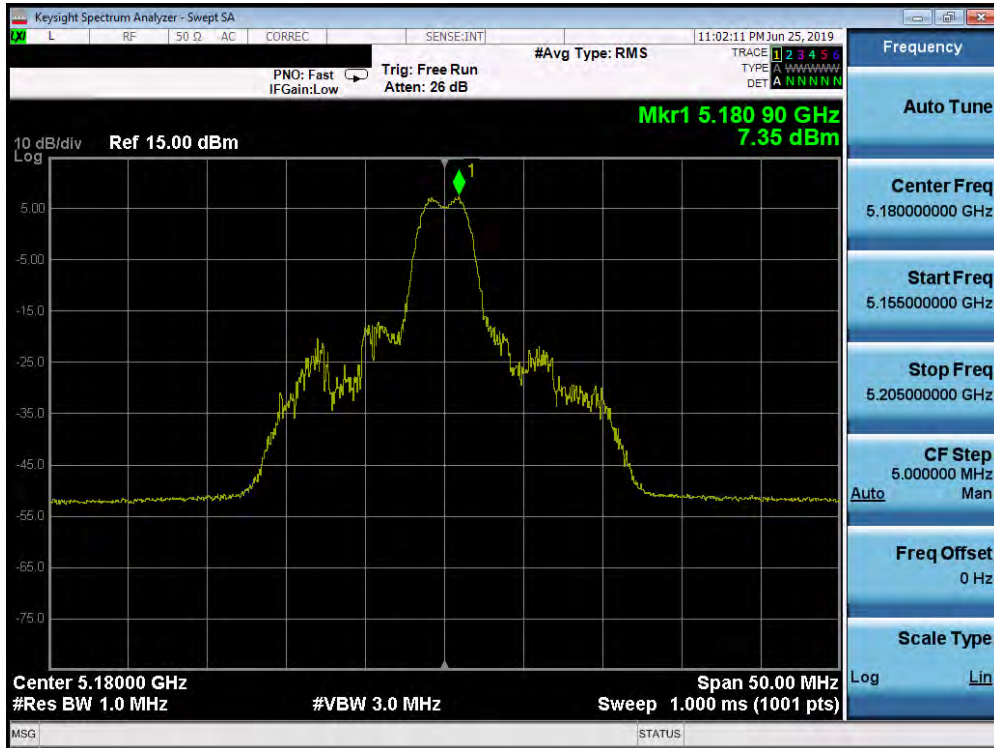 Keysight Spectrum Analyzer - Swept SA
LXI L RF 50 Ω AC CORREC SENSE:INT 11:02:11 PM Jun 25, 2019
#Avg Type: RMS TRACE 1 2 3 4 5 6
PNO: Fast Trig: Free Run TYPE A WWWWW
IFGain:Low Atten: 26 dB DET A N N N N N
Mkr1 5.180 90 GHz
7.35 dBm
10 dB/div Ref 15.00 dBm
Log
1
5.00
-5.00
-15.0
-25.0
-35.0
-45.0
-55.0
-65.0
-75.0
Center 5.18000 GHz Span 50.00 MHz
#Res BW 1.0 MHz #VBW 3.0 MHz Sweep 1.000 ms (1001 pts)
MSG STATUS
Frequency
Auto Tune
Center Freq
5.180000000 GHz
Start Freq
5.155000000 GHz
Stop Freq
5.205000000 GHz
CF Step
5.000000 MHz
Auto Man
Freq Offset
0 Hz
Scale Type
Log Lin